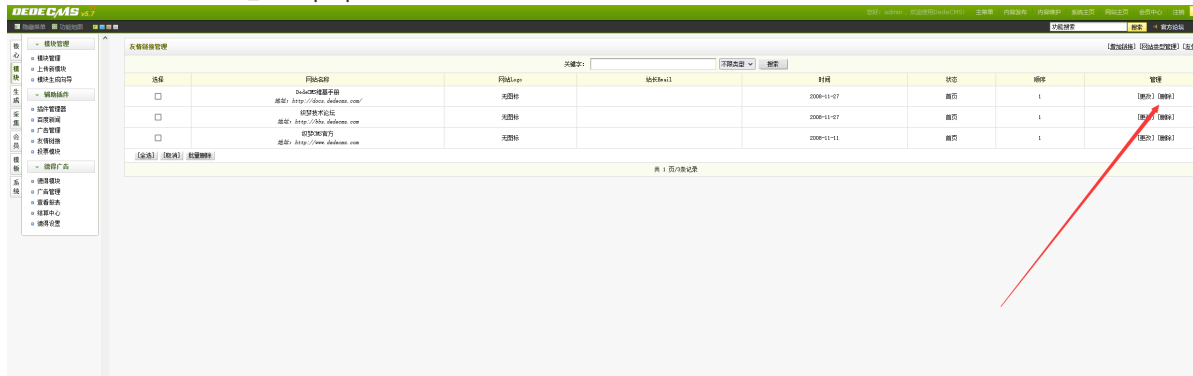 DEDECMS v5.7
您好：admin ，欢迎使用DedeCMS！ 主菜单 内容发布 内容维护 系统主页 网站主页 会员中心 注销
隐藏菜单 功能地图
功能搜索 搜索 官方论坛
核心
模块
生成
采集
会员
模板
系统
模块管理
模块管理
上传新模块
模块生成向导
辅助插件
插件管理器
百度新闻
广告管理
友情链接
投票模块
德得广告
德得模块
广告管理
查看报表
结算中心
德得设置
友情链接管理 [增加链接] [网站类型管理]
关键字： 不限类型 搜索
选择 网站名称 网站Logo 站长Email 时间 状态 顺序 管理
DedeCMS维基手册 无图标 2008-11-27 首页 1 [更改] [删除]
地址：http://docs.dedecms.com/
织梦技术论坛 无图标 2008-11-27 首页 1 [更改] [删除]
地址：http://bbs.dedecms.com/
织梦CMS官方 无图标 2008-11-11 首页 1 [更改] [删除]
地址：http://www.dedecms.com/
[全选] [取消] 批量删除
共 1 页/3条记录